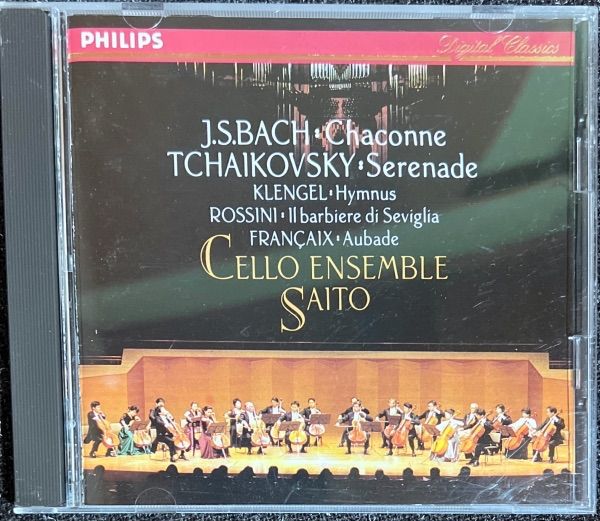 PHILIPS
Digital Classics
J.S.BACH·Chaconne
TCHAIKOVSKY·Serenade
KLENGEL·Hymnus
ROSSINI·Il barbiere di Seviglia
FRANÇAIX·Aubade
CELLO ENSEMBLE
SAITO